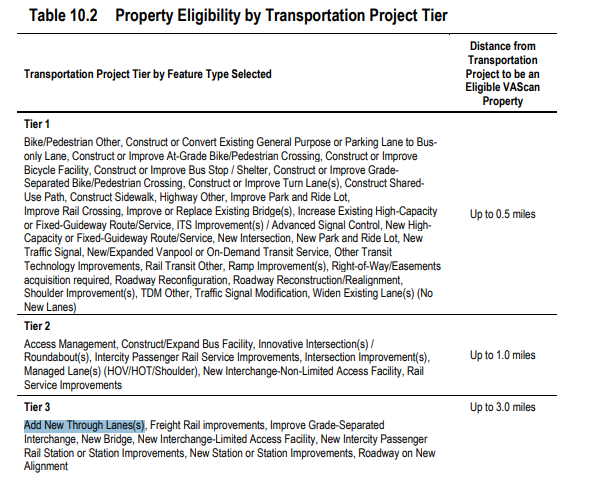 Table 10.2 Property Eligibility by Transportation Project Tier
Transportation Project Tier by Feature Type Selected
Distance from
Transportation
Project to be an
Eligible VAScan
Property
Tier 1
Bike/Pedestrian Other, Construct or Convert Existing General Purpose or Parking Lane to Bus-
only Lane, Construct or Improve At-Grade Bike/Pedestrian Crossing, Construct or Improve
Bicycle Facility, Construct or Improve Bus Stop / Shelter, Construct or Improve Grade-
Separated Bike/Pedestrian Crossing, Construct or Improve Turn Lane(s), Construct Shared-
Use Path, Construct Sidewalk, Highway Other, Improve Park and Ride Lot,
Improve Rail Crossing, Improve or Replace Existing Bridge(s), Increase Existing High-Capacity
or Fixed-Guideway Route/Service, ITS Improvement(s) / Advanced Signal Control, New High-
Capacity or Fixed-Guideway Route/Service, New Intersection, New Park and Ride Lot, New
Traffic Signal, New/Expanded Vanpool or On-Demand Transit Service, Other Transit
Technology Improvements, Rail Transit Other, Ramp Improvement(s), Right-of-Way/Easements
acquisition required, Roadway Reconfiguration, Roadway Reconstruction/Realignment,
Shoulder Improvement(s), TDM Other, Traffic Signal Modification, Widen Existing Lane(s) (No
New Lanes)
Up to 0.5 miles
Tier 2
Access Management, Construct/Expand Bus Facility, Innovative Intersection(s) /
Roundabout(s), Intercity Passenger Rail Service Improvements, Intersection Improvement(s),
Managed Lane(s) (HOV/HOT/Shoulder), New Interchange-Non-Limited Access Facility, Rail
Service Improvements
Up to 1.0 miles
Tier 3
Up to 3.0 miles
Add New Through Lanes(s), Freight Rail improvements, Improve Grade-Separated
Interchange, New Bridge, New Interchange-Limited Access Facility, New Intercity Passenger
Rail Station or Station Improvements, New Station or Station Improvements, Roadway on New
Alignment